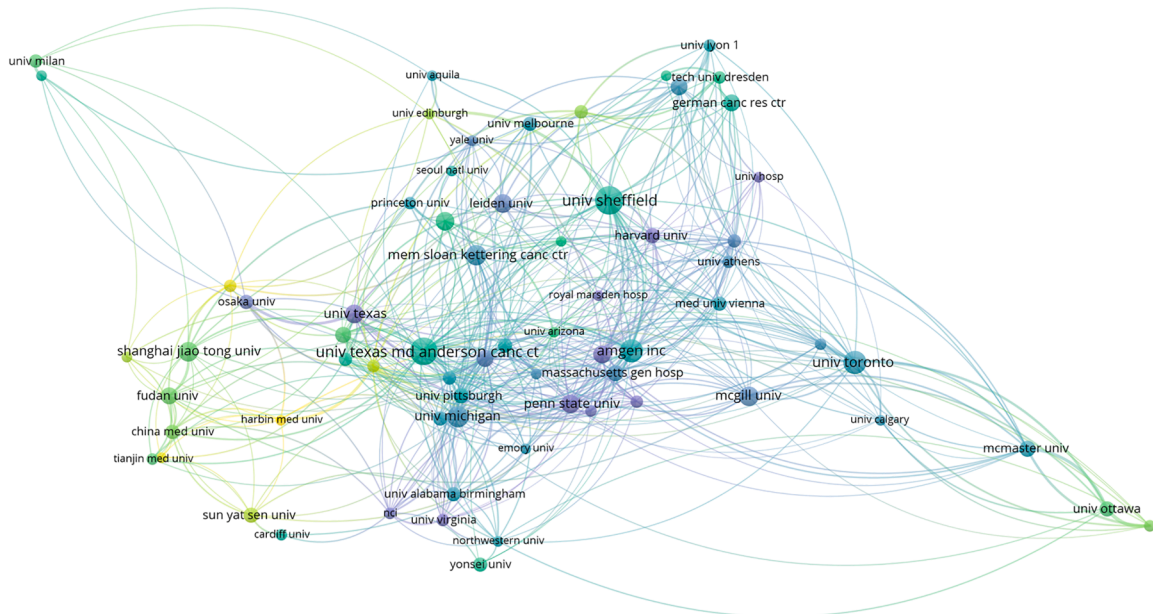 univ milan
univ lyon 1
univ aquila
tech univ dresden
german canc res ctr
univ edinburgh
univ melbourne
yale univ
seoul natl univ
univ hosp
princeton univ
leiden univ
univ sheffield
harvard univ
mem sloan kettering canc ctr
univ athens
osaka univ
royal marsden hosp
med univ vienna
univ texas
univ arizona
shanghai jiao tong univ
univ texas md anderson canc ct
amgen inc
univ toronto
massachusetts gen hosp
fudan univ
univ pittsburgh
mcgill univ
penn state univ
harbin med univ
univ michigan
univ calgary
china med univ
emory univ
mcmaster univ
tianjin med univ
univ alabama birmingham
univ ottawa
sun yat sen univ
nci
univ virginia
cardiff univ
northwestern univ
yonsei univ